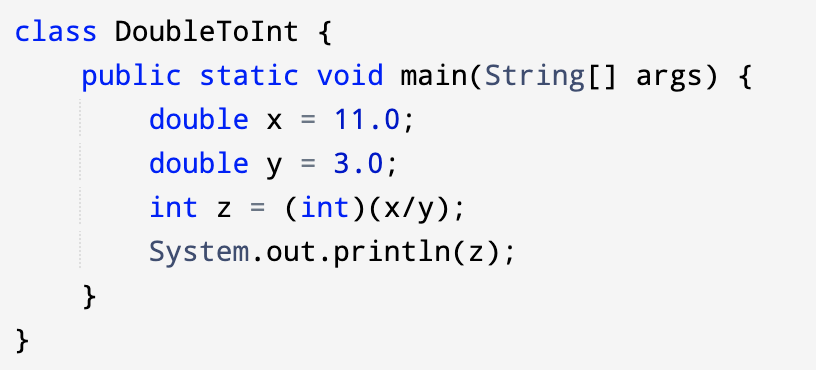 class DoubleToInt {
    public static void main(String[] args) {
        double x = 11.0;
        double y = 3.0;
        int z = (int)(x/y);
        System.out.println(z);
    }
}